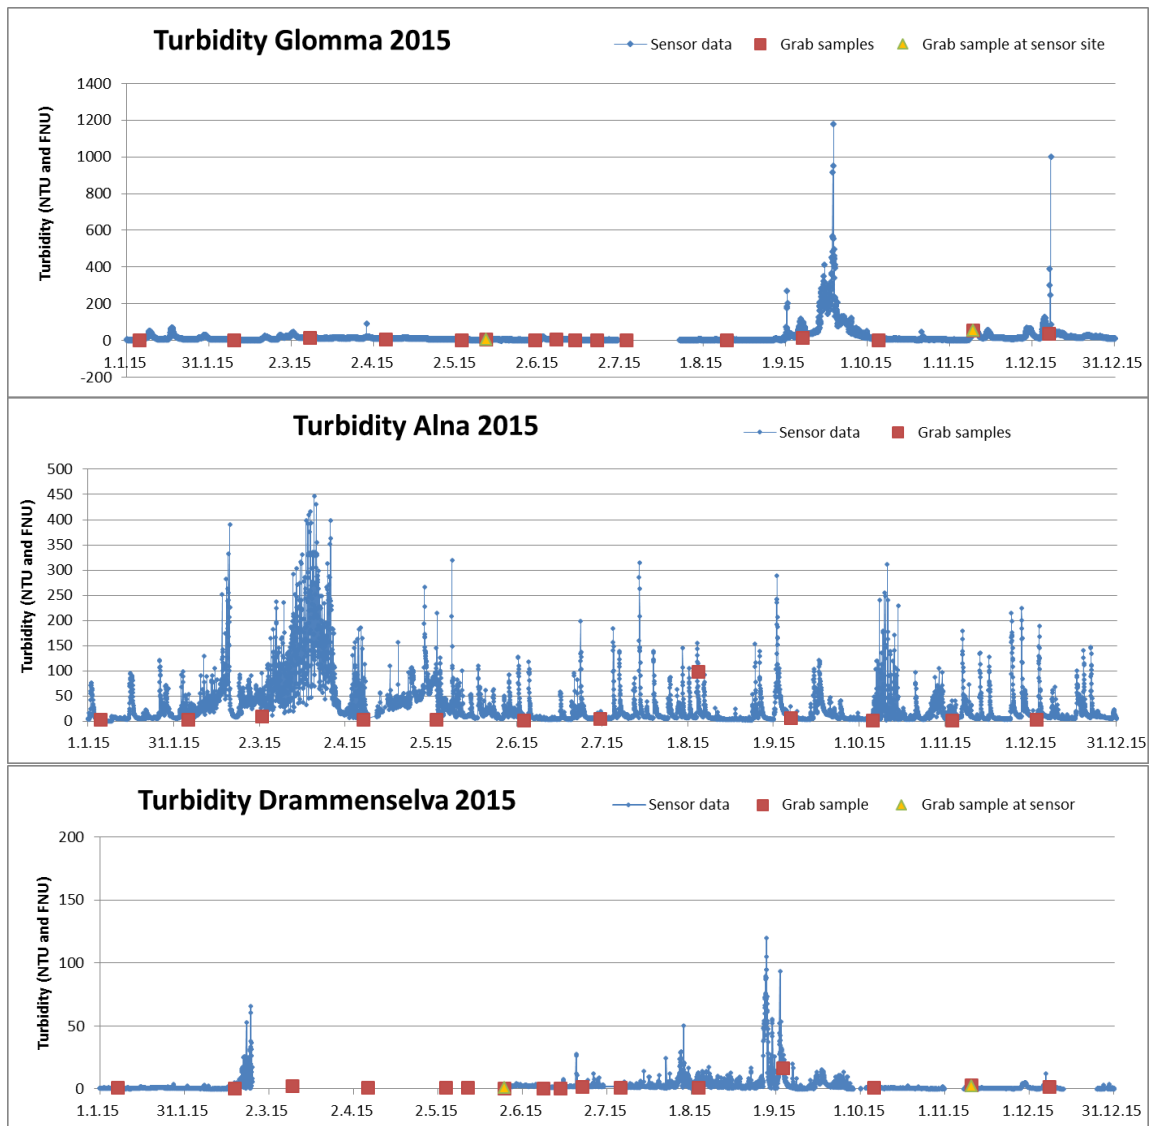 Turbidity Glomma 2015
Sensor data Grab samples Grab sample at sensor site
Turbidity (NTU and FNU)
1400
1200
1000
800
600
400
200
0
-200
1.1.15 31.1.15 2.3.15 2.4.15 2.5.15 2.6.15 2.7.15 1.8.15 1.9.15 1.10.15 1.11.15 1.12.15 31.12.15
Turbidity Alna 2015
Sensor data Grab samples
Turbidity (NTU and FNU)
500
450
400
350
300
250
200
150
100
50
0
1.1.15 31.1.15 2.3.15 2.4.15 2.5.15 2.6.15 2.7.15 1.8.15 1.9.15 1.10.15 1.11.15 1.12.15 31.12.15
Turbidity Drammenselva 2015
Sensor data Grab sample Grab sample at sensor
Turbidity (NTU and FNU)
200
150
100
50
0
1.1.15 31.1.15 2.3.15 2.4.15 2.5.15 2.6.15 2.7.15 1.8.15 1.9.15 1.10.15 1.11.15 1.12.15 31.12.15